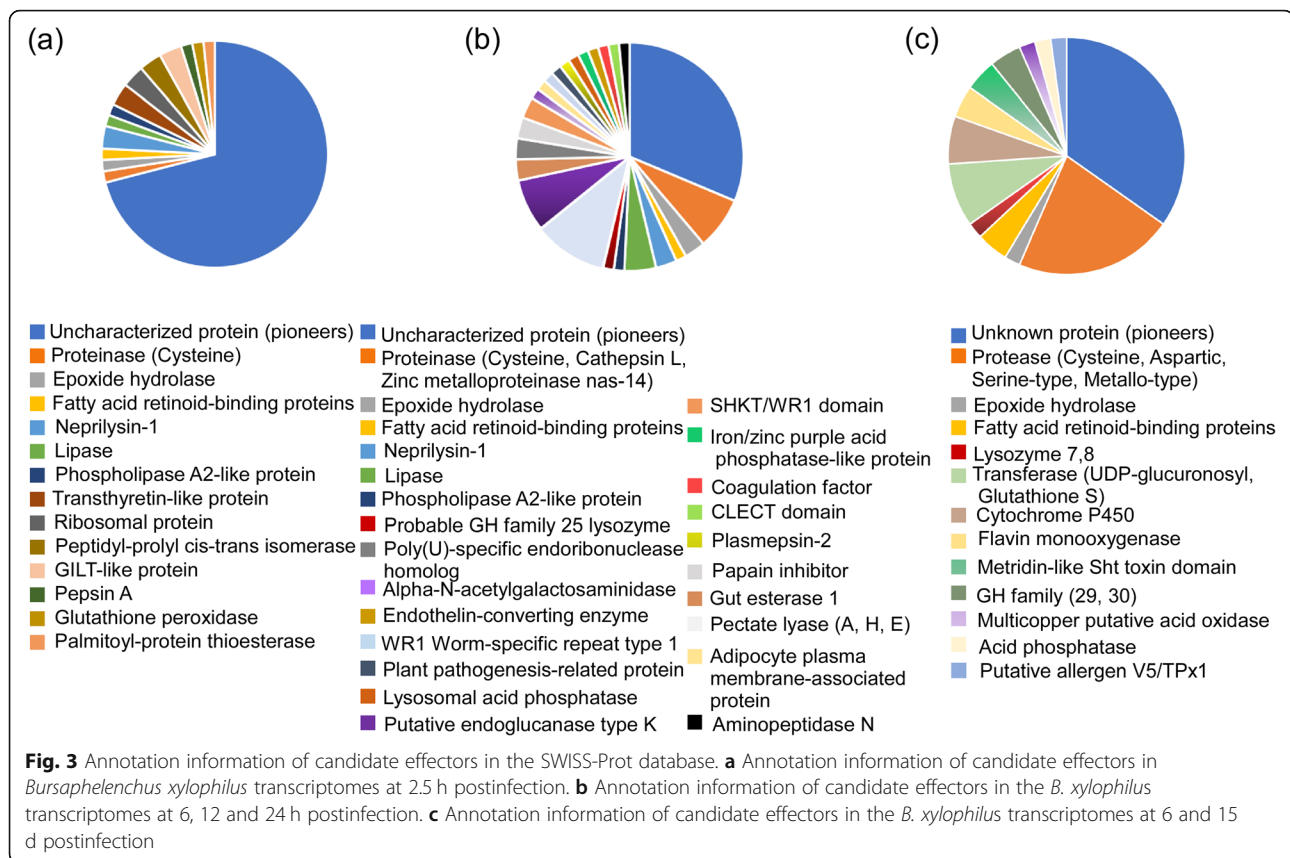 (a)
(b)
(c)
Uncharacterized protein (pioneers)
Proteinase (Cysteine)
Epoxide hydrolase
Fatty acid retinoid-binding proteins
Neprilysin-1
Lipase
Phospholipase A2-like protein
Transthyretin-like protein
Ribosomal protein
Peptidyl-prolyl cis-trans isomerase
GILT-like protein
Pepsin A
Glutathione peroxidase
Palmitoyl-protein thioesterase
Uncharacterized protein (pioneers)
Proteinase (Cysteine, Cathepsin L,
Zinc metalloproteinase nas-14)
Epoxide hydrolase
Fatty acid retinoid-binding proteins
Neprilysin-1
Lipase
Phospholipase A2-like protein
Probable GH family 25 lysozyme
Poly(U)-specific endoribonuclease
homolog
Alpha-N-acetylgalactosaminidase
Endothelin-converting enzyme
WR1 Worm-specific repeat type 1
Plant pathogenesis-related protein
Lysosomal acid phosphatase
Putative endoglucanase type K
SHKT/WR1 domain
Iron/zinc purple acid
phosphatase-like protein
Coagulation factor
CLECT domain
Plasmepsin-2
Papain inhibitor
Gut esterase 1
Pectate lyase (A, H, E)
Adipocyte plasma
membrane-associated
protein
Aminopeptidase N
Unknown protein (pioneers)
Protease (Cysteine, Aspartic,
Serine-type, Metallo-type)
Epoxide hydrolase
Fatty acid retinoid-binding proteins
Lysozyme 7,8
Transferase (UDP-glucuronosyl,
Glutathione S)
Cytochrome P450
Flavin monooxygenase
Metridin-like Sht toxin domain
GH family (29, 30)
Multicopper putative acid oxidase
Acid phosphatase
Putative allergen V5/TPx1
Fig. 3 Annotation information of candidate effectors in the SWISS-Prot database. a Annotation information of candidate effectors in
Bursaphelenchus xylophilus transcriptomes at 2.5 h postinfection. b Annotation information of candidate effectors in the B. xylophilus
transcriptomes at 6, 12 and 24 h postinfection. c Annotation information of candidate effectors in the B. xylophilus transcriptomes at 6 and 15
d postinfection